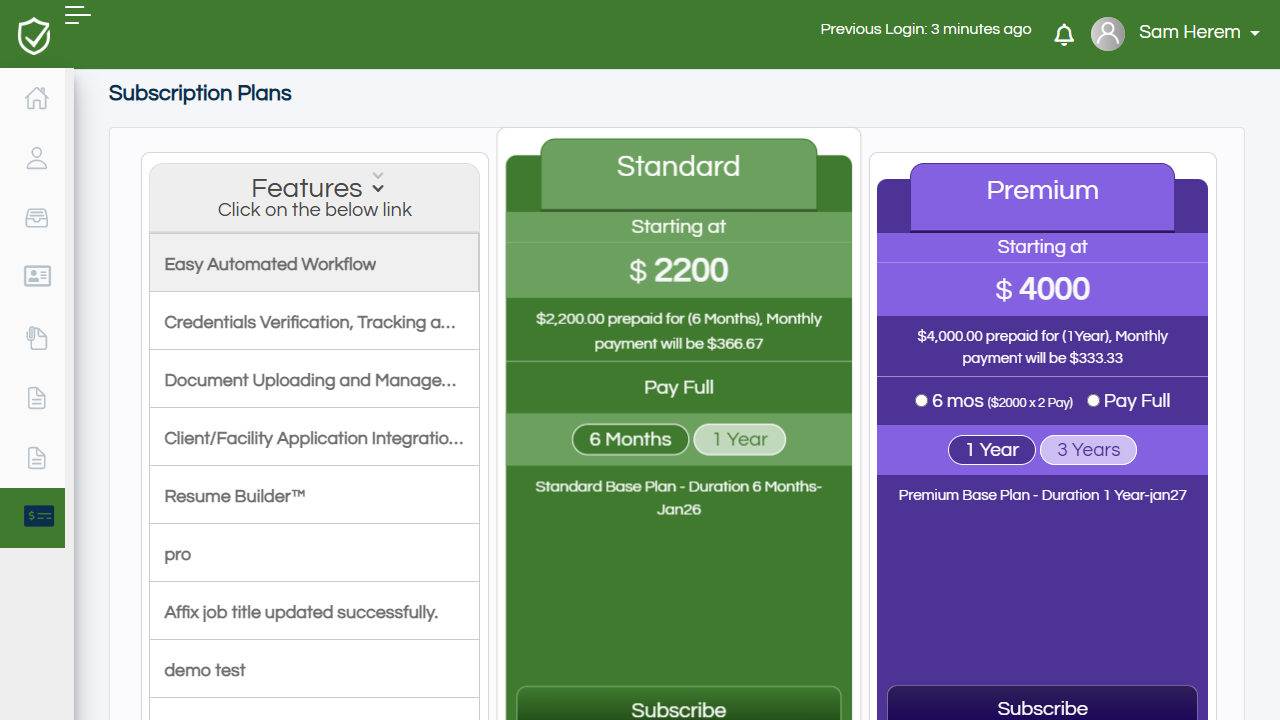 Previous Login: 3 minutes ago
Sam Herem
Subscription Plans
Features
Click on the below link
Easy Automated Workflow
Credentials Verification, Tracking a...
Document Uploading and Manage...
Client/Facility Application Integratio...
Resume Builder™
pro
Affix job title updated successfully.
demo test
Standard
Starting at
$ 2200
$2,200.00 prepaid for (6 Months), Monthly
payment will be $366.67
Pay Full
6 Months 1 Year
Standard Base Plan - Duration 6 Months-
Jan26
Subscribe
Premium
Starting at
$ 4000
$4,000.00 prepaid for (1Year), Monthly
payment will be $333.33
6 mos ($2000 x 2 Pay) Pay Full
1 Year 3 Years
Premium Base Plan - Duration 1 Year-jan27
Subscribe